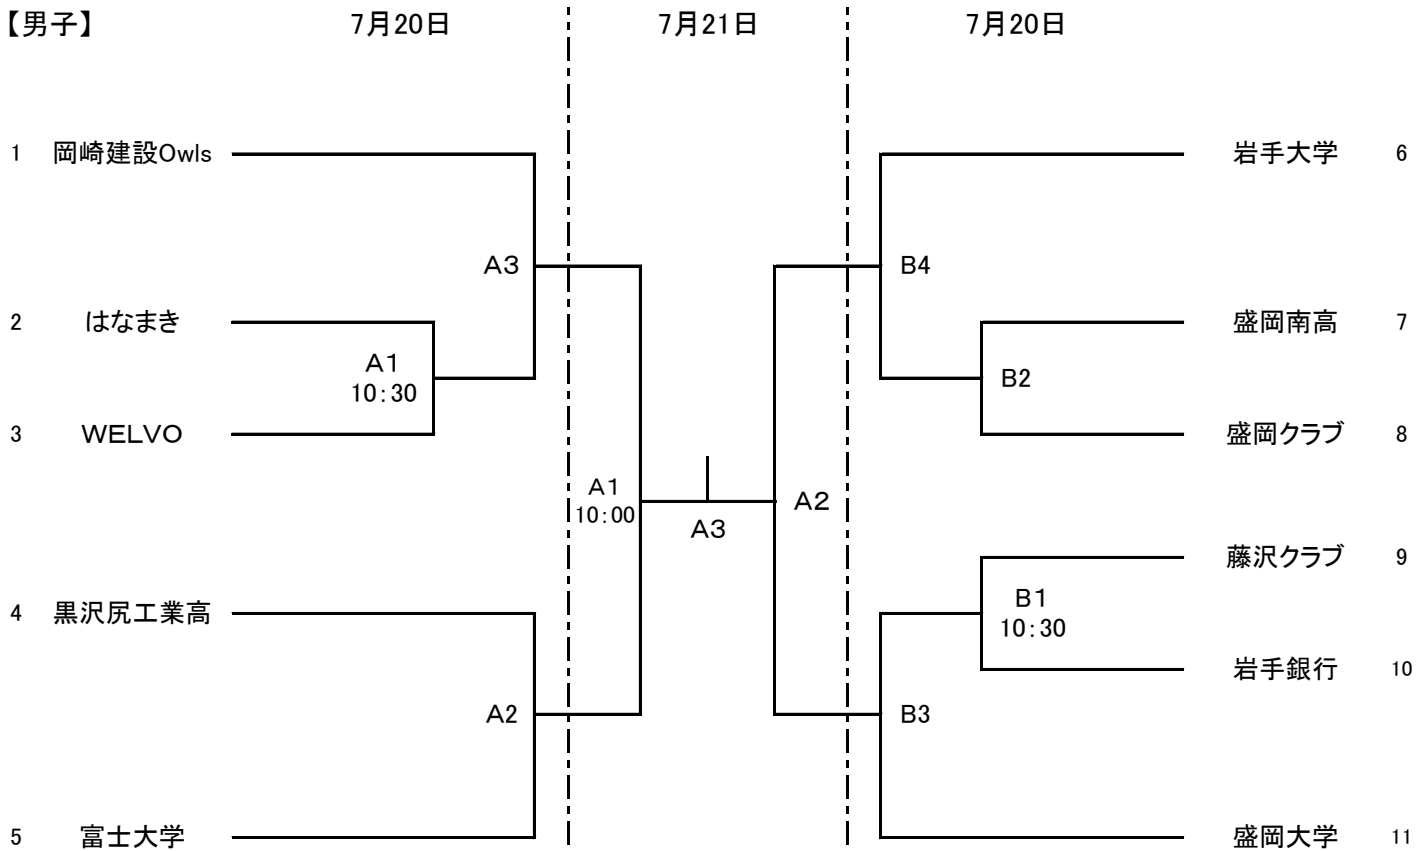 【男子】 7月20日 7月21日 7月20日
1 岡崎建設Owls 岩手大学 6
A3 B4
2 はなまき 盛岡南高 7
A1 B2
10:30
3 WELVO 盛岡クラブ 8
A1 A2
10:00
A3
藤沢クラブ 9
4 黒沢尻工業高 B1
10:30
岩手銀行 10
A2 B3
5 富士大学 盛岡大学 11